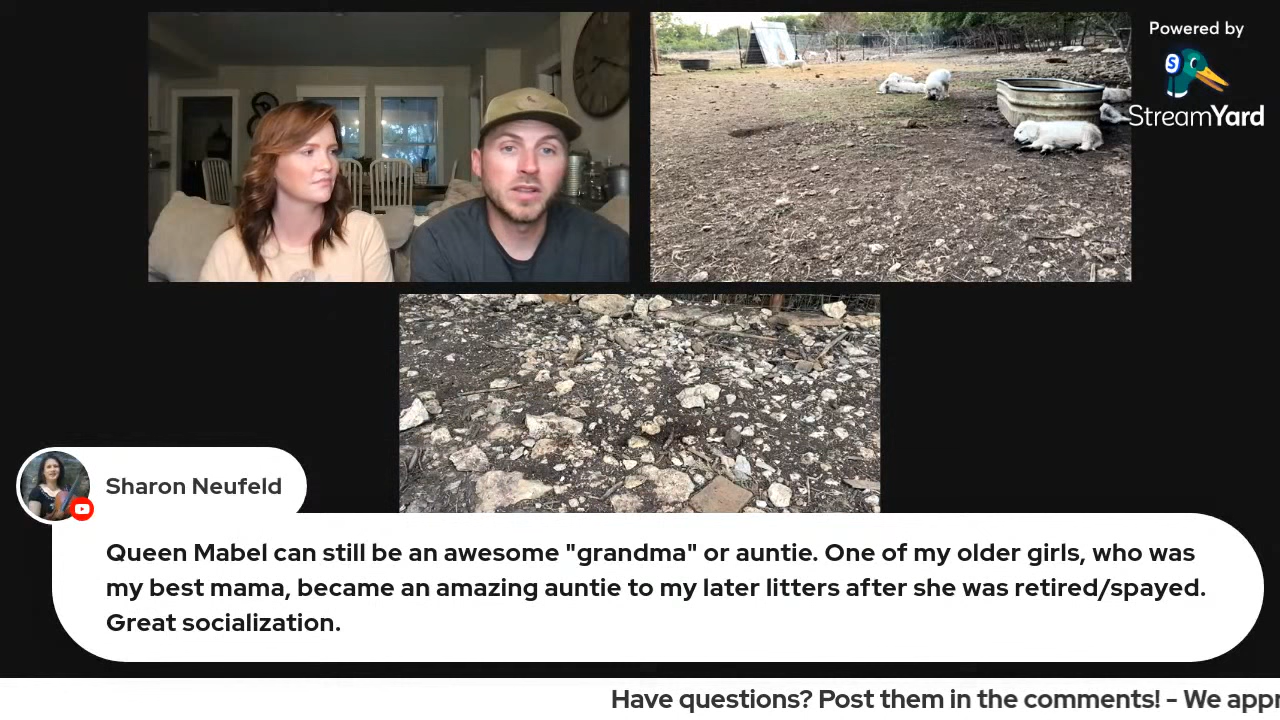 Powered by
S
StreamYard
Sharon Neufeld
Queen Mabel can still be an awesome "grandma" or auntie. One of my older girls, who was
my best mama, became an amazing auntie to my later litters after she was retired/spayed.
Great socialization.
Have questions? Post them in the comments! - We appr